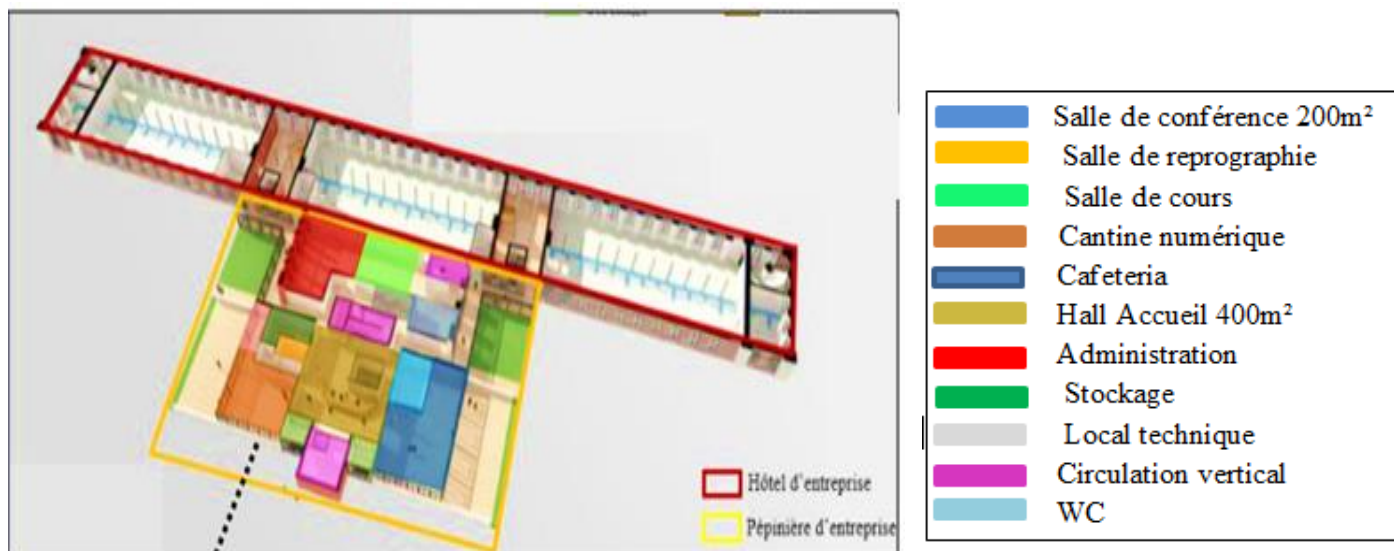 Hôtel d'entreprise
Pépinière d'entreprise
Salle de conférence 200m²
Salle de reprographie
Salle de cours
Cantine numérique
Cafeteria
Hall Accueil 400m²
Administration
Stockage
Local technique
Circulation vertical
WC